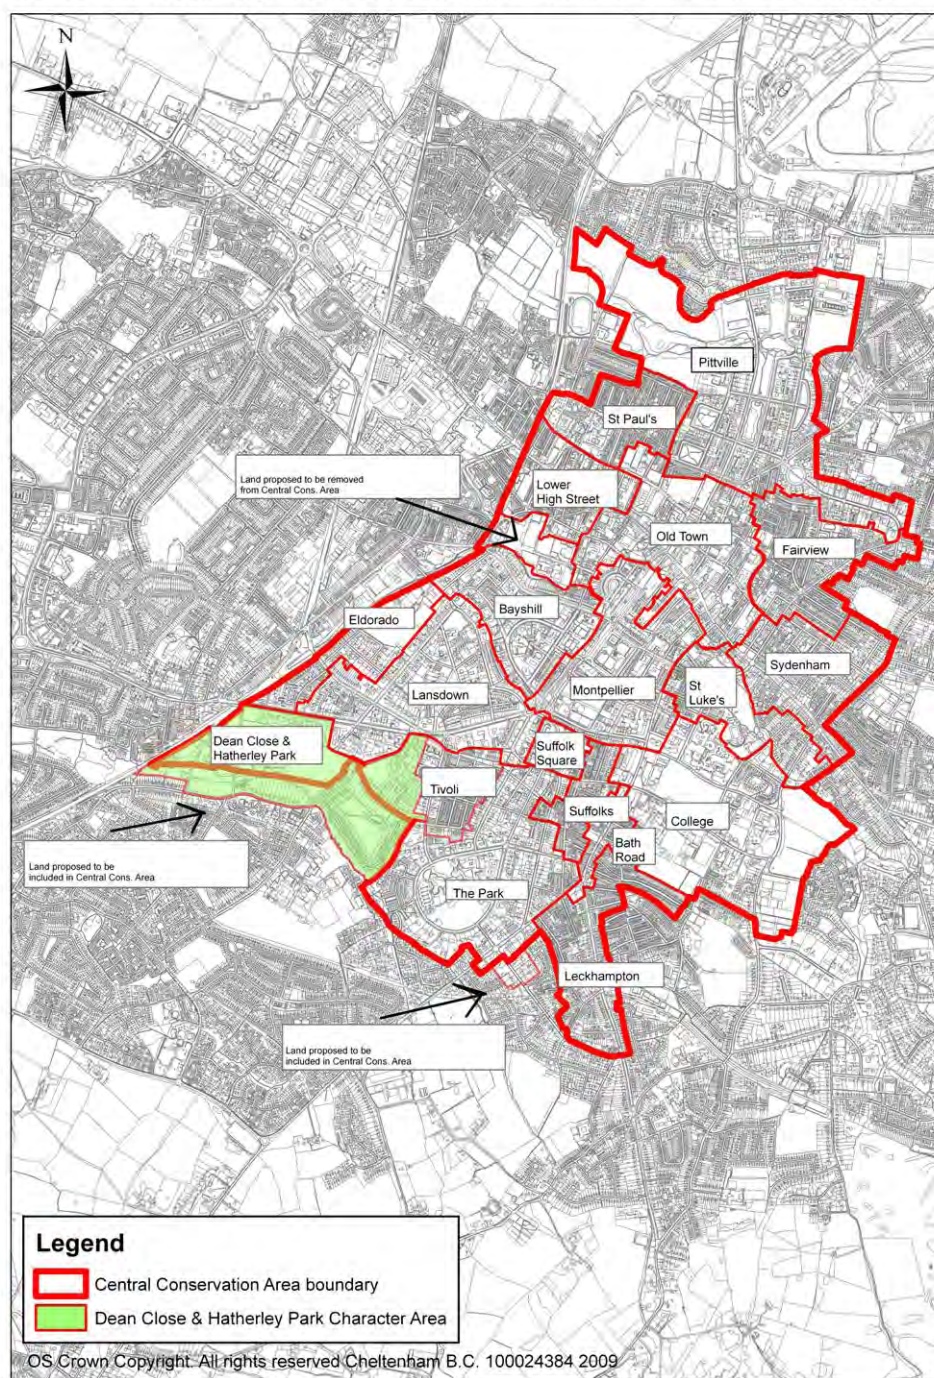 N
Pittville
St Paul's
Land proposed to be removed
from Central Cons. Area
Lower
High Street
Old Town
Fairview
Bayshill
Eldorado
Sydenham
Lansdown
Montpellier
St
Luke's
Dean Close &
Hatherley Park
Suffolk
Square
Tivoli
Suffolks
College
Bath
Road
Land proposed to be
included in Central Cons. Area
The Park
Leckhampton
Land proposed to be
included in Central Cons. Area
Legend
Central Conservation Area boundary
Dean Close & Hatherley Park Character Area
OS Crown Copyright. All rights reserved Cheltenham B.C. 100024384 2009